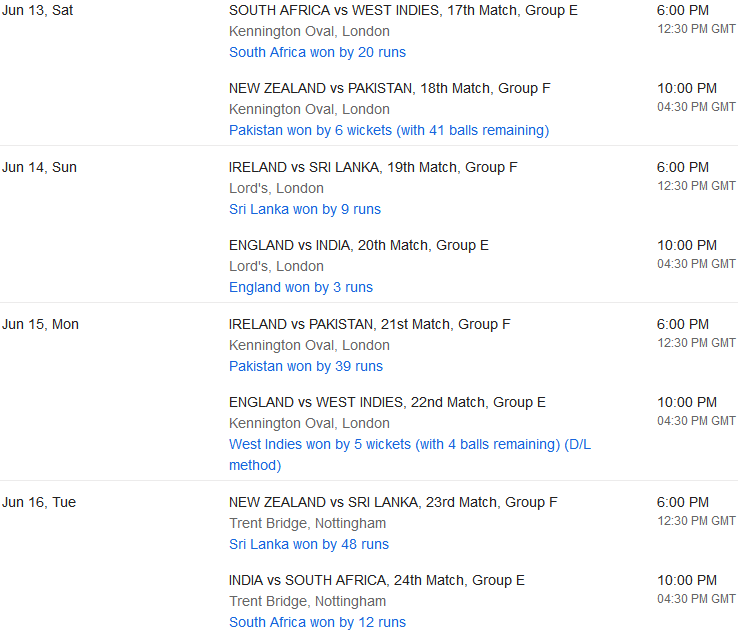 Jun 13, Sat
SOUTH AFRICA vs WEST INDIES, 17th Match, Group E
6:00 PM
Kennington Oval, London
12:30 PM GMT
South Africa won by 20 runs
NEW ZEALAND vs PAKISTAN, 18th Match, Group F
10:00 PM
Kennington Oval, London
04:30 PM GMT
Pakistan won by 6 wickets (with 41 balls remaining)
Jun 14, Sun
IRELAND vs SRI LANKA, 19th Match, Group F
6:00 PM
Lord's, London
12:30 PM GMT
Sri Lanka won by 9 runs
ENGLAND vs INDIA, 20th Match, Group E
10:00 PM
Lord's, London
04:30 PM GMT
England won by 3 runs
Jun 15, Mon
IRELAND vs PAKISTAN, 21st Match, Group F
6:00 PM
Kennington Oval, London
12:30 PM GMT
Pakistan won by 39 runs
ENGLAND vs WEST INDIES, 22nd Match, Group E
10:00 PM
Kennington Oval, London
04:30 PM GMT
West Indies won by 5 wickets (with 4 balls remaining) (D/L
method)
Jun 16, Tue
NEW ZEALAND vs SRI LANKA, 23rd Match, Group F
6:00 PM
Trent Bridge, Nottingham
12:30 PM GMT
Sri Lanka won by 48 runs
INDIA vs SOUTH AFRICA, 24th Match, Group E
10:00 PM
Trent Bridge, Nottingham
04:30 PM GMT
South Africa won by 12 runs